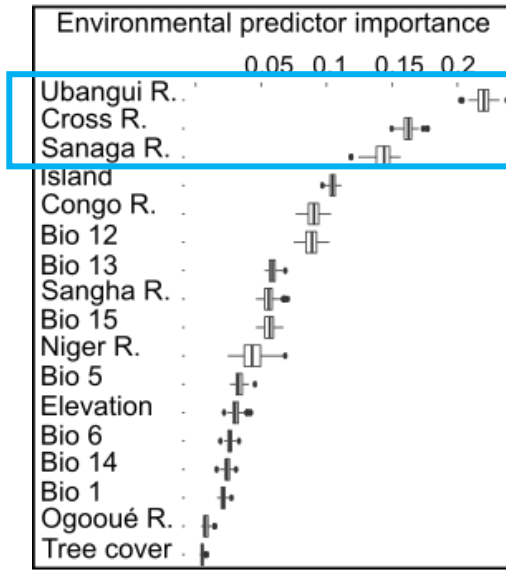 Environmental predictor importance
0.05 0.1 0.15 0.2
Ubangui R.
Cross R.
Sanaga R.
Island
Congo R.
Bio 12
Bio 13
Sangha R.
Bio 15
Niger R.
Bio 5
Elevation
Bio 6
Bio 14
Bio 1
Ogooué R.
Tree cover